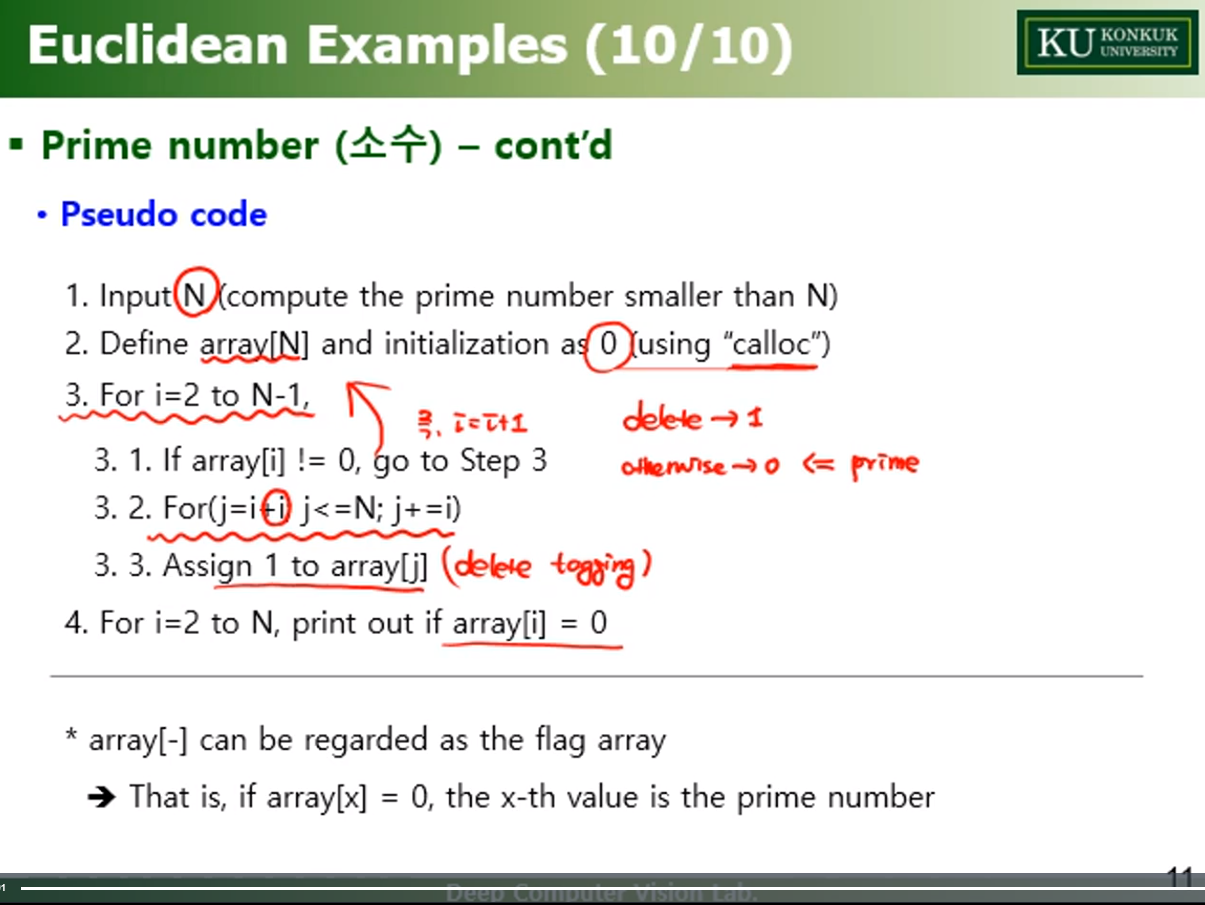 Euclidean Examples (10/10)
KU KONKUK UNIVERSITY
▪ Prime number (소수) – cont’d
• Pseudo code
1. Input N (compute the prime number smaller than N)
2. Define array[N] and initialization as 0 (using “calloc”)
3. For i=2 to N-1,
즉, i=i+1
delete → 1
3. 1. If array[i] != 0, go to Step 3
otherwise → 0 <= prime
3. 2. For(j=i+i; j<=N; j+=i)
3. 3. Assign 1 to array[j] (delete togging)
4. For i=2 to N, print out if array[i] = 0
* array[-] can be regarded as the flag array
➔ That is, if array[x] = 0, the x-th value is the prime number
11
Deep Computer Vision Lab.